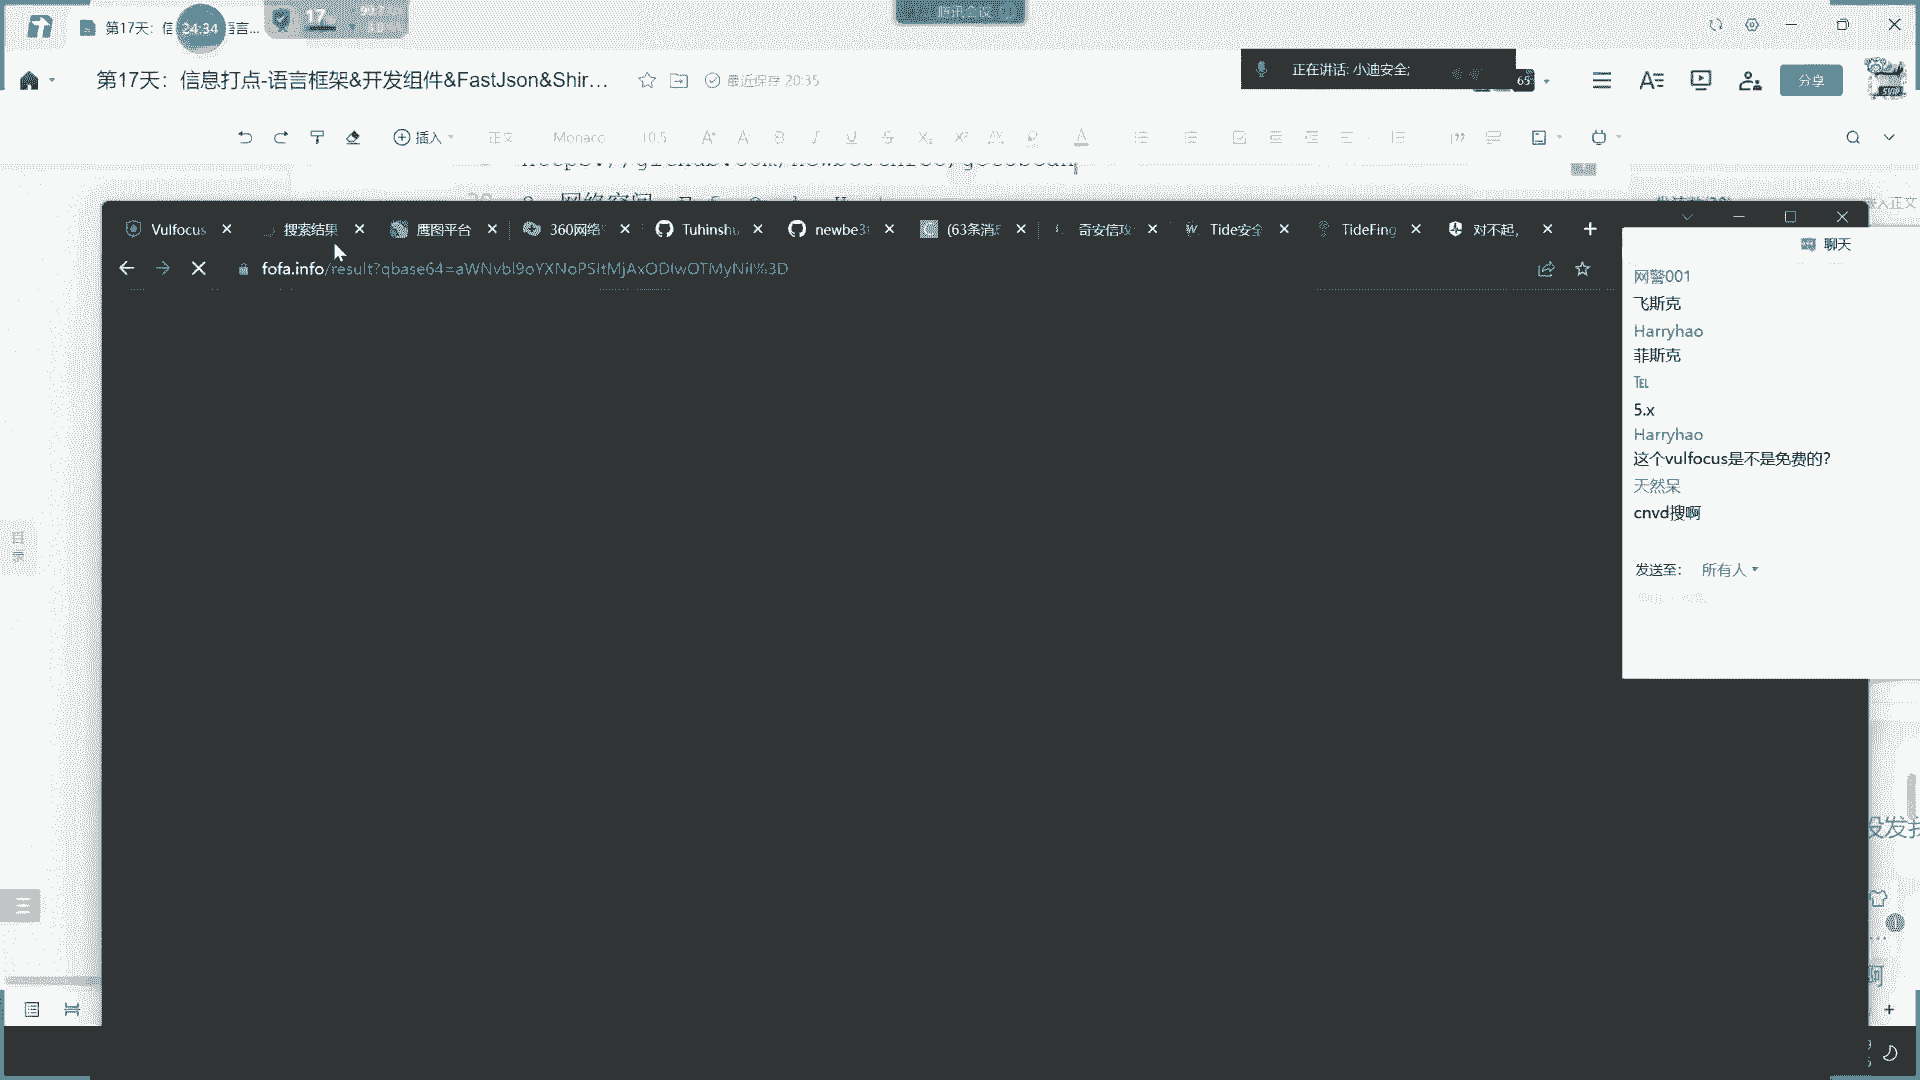 第17天：信
24:34
语言...
17
腾讯会议
第17天：信息打点-语言框架&开发组件&FastJson&Shir...
最近保存 20:35
正在讲话: 小迪安全;
65
分享
插入
正文
Monaco
10.5
Vulfocus
搜索结果
鹰图平台
360网络
Tuhinshu
newbe3
(63条消
奇安信攻
Tide安全
TideFing
对不起，
fofa.info/result?qbase64=aWNvbl9oYXNoPSItMjAxODIwOTMyNiI%3D
聊天
网警001
飞斯克
Harryhao
菲斯克
TEL
5.x
Harryhao
这个vulfocus是不是免费的?
天然呆
cnvd搜啊
发送至：
所有人
目录